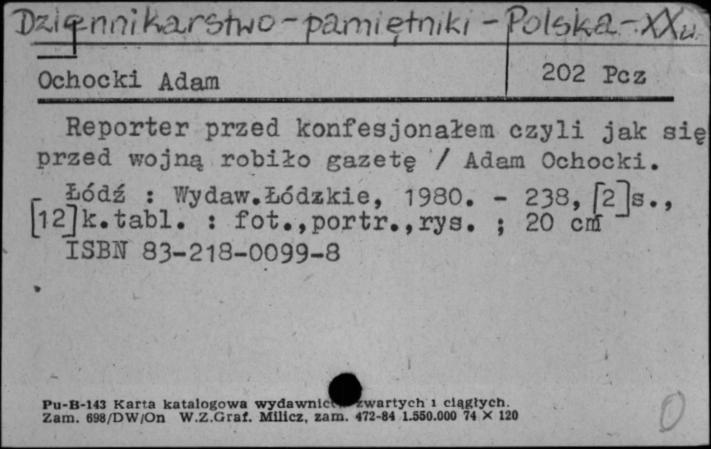 Dziennikarstwo-pamiętniki-Polska-XXw.
Ochocki Adam 202 Pcz
Reporter przed konfesjonałem czyli jak się
przed wojną robiło gazetę / Adam Ochocki.
Łódź : Wydaw.Łódzkie, 1980. - 238,[2]s.,
[12]k.tabl. : fot.,portr.,rys. ; 20 cm
ISBN 83-218-0099-8
Pu-B-143 Karta katalogowa wydawnictw zwartych i ciągłych.
Zam. 698/DW/On W.Z.Graf. Milicz, zam. 472-84 1.550.000 74 X 120
0